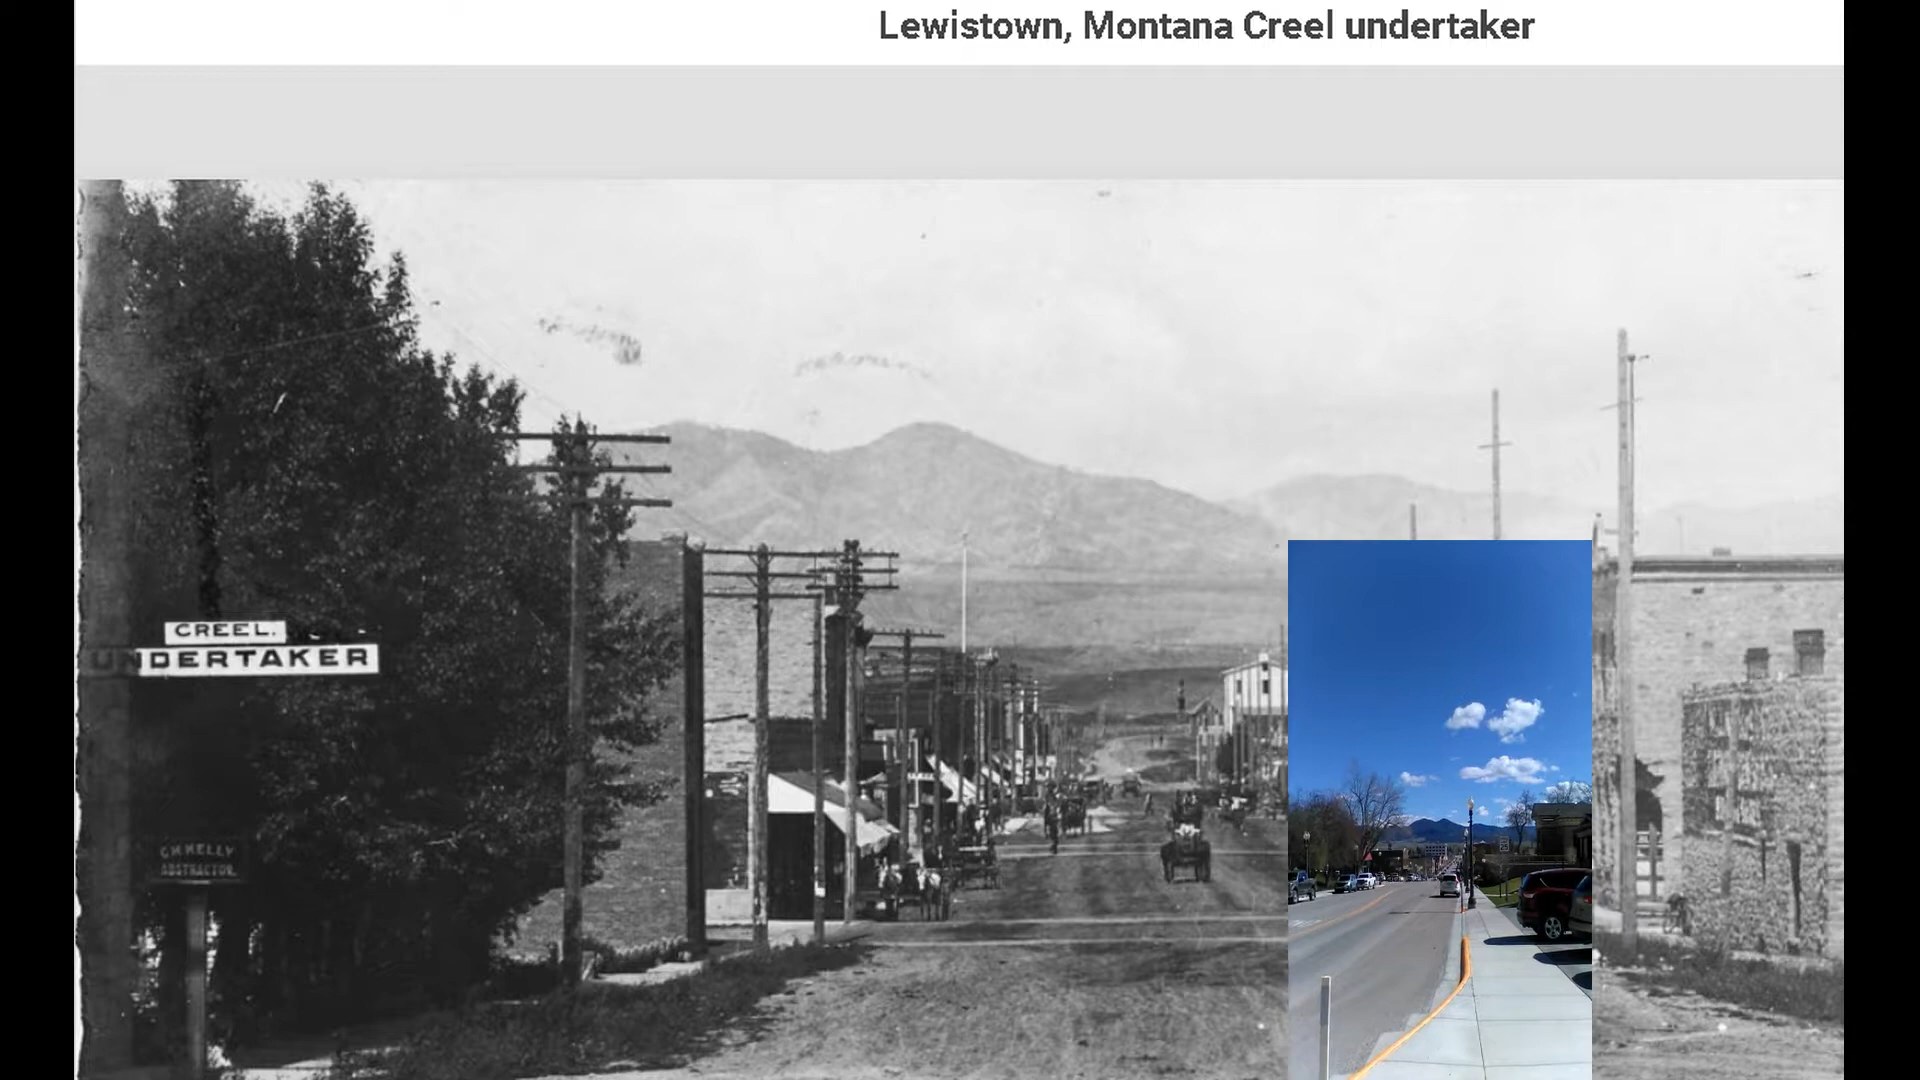 Lewistown, Montana Creel undertaker
CREEL.
UNDERTAKER
C.H.KELLY
ABSTRACTOR.